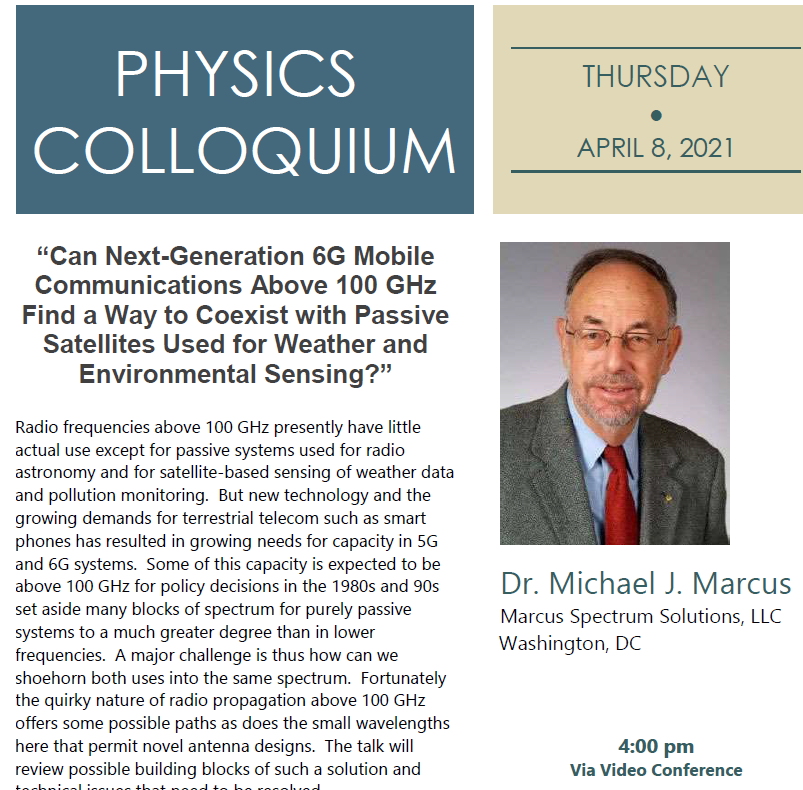 PHYSICS
COLLOQUIUM
THURSDAY
•
APRIL 8, 2021
“Can Next-Generation 6G Mobile
Communications Above 100 GHz
Find a Way to Coexist with Passive
Satellites Used for Weather and
Environmental Sensing?”
Radio frequencies above 100 GHz presently have little
actual use except for passive systems used for radio
astronomy and for satellite-based sensing of weather data
and pollution monitoring.  But new technology and the
growing demands for terrestrial telecom such as smart
phones has resulted in growing needs for capacity in 5G
and 6G systems.  Some of this capacity is expected to be
above 100 GHz for policy decisions in the 1980s and 90s
set aside many blocks of spectrum for purely passive
systems to a much greater degree than in lower
frequencies.  A major challenge is thus how can we
shoehorn both uses into the same spectrum.  Fortunately
the quirky nature of radio propagation above 100 GHz
offers some possible paths as does the small wavelengths
here that permit novel antenna designs.  The talk will
review possible building blocks of such a solution and
technical issues that need to be resolved.
Dr. Michael J. Marcus
Marcus Spectrum Solutions, LLC
Washington, DC
4:00 pm
Via Video Conference